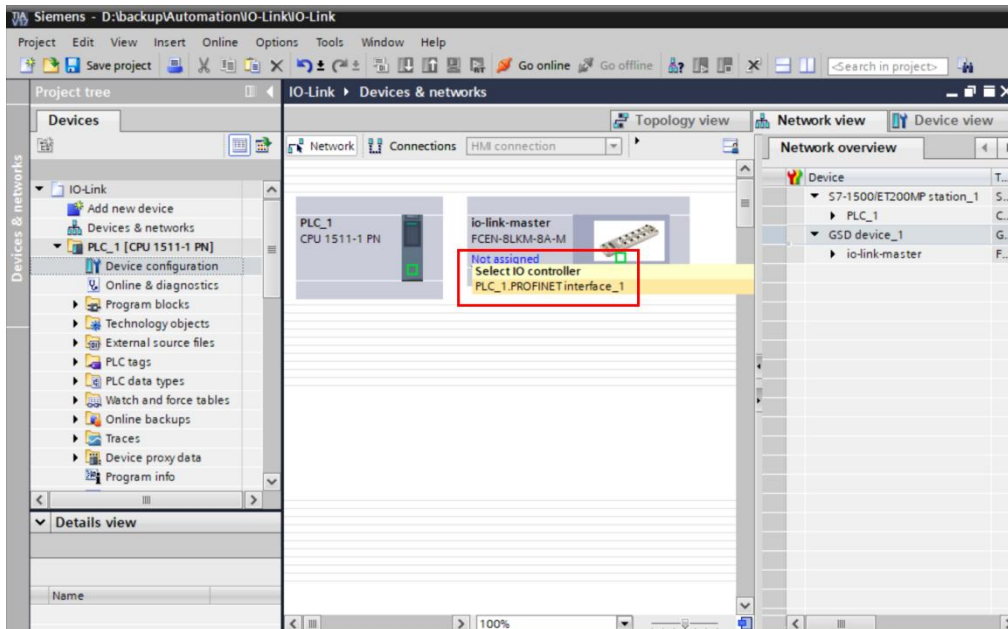 Siemens - D:\backup\Automation\IO-Link\IO-Link
Project Edit View Insert Online Options Tools Window Help
Save project Go online Go offline <Search in project>
Project tree
IO-Link ▸ Devices & networks
Devices
Topology view Network view Device view
Network Connections HMI connection
Network overview
Devices & networks
Device T...
IO-Link
Add new device
Devices & networks
PLC_1 [CPU 1511-1 PN]
Device configuration
Online & diagnostics
Program blocks
Technology objects
External source files
PLC tags
PLC data types
Watch and force tables
Online backups
Traces
Device proxy data
Program info
Details view
Name
PLC_1
CPU 1511-1 PN
io-link-master
FCEN-8LKM-8A-M
Not assigned
Select IO controller
PLC_1.PROFINET interface_1
100%
S7-1500/ET200MP station_1 S...
PLC_1 C...
GSD device_1 G...
io-link-master F...